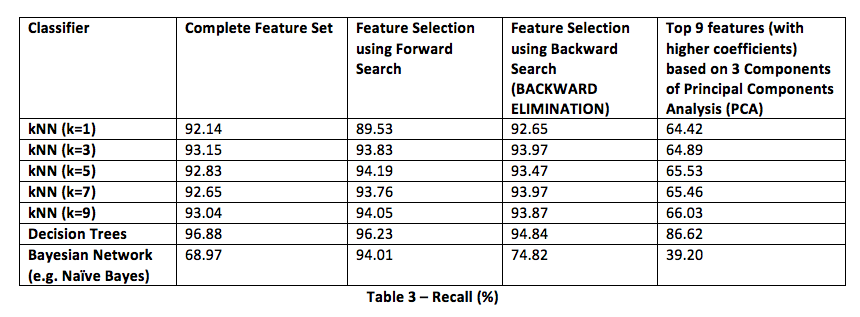 Classifier Complete Feature Set Feature Selection Feature Selection Top 9 features (with
using Forward using Backward higher coefficients)
Search Search based on 3 Components
(BACKWARD of Principal Components
ELIMINATION) Analysis (PCA)
kNN (k=1) 92.14 89.53 92.65 64.42
kNN (k=3) 93.15 93.83 93.97 64.89
kNN (k=5) 92.83 94.19 93.47 65.53
kNN (k=7) 92.65 93.76 93.97 65.46
kNN (k=9) 93.04 94.05 93.87 66.03
Decision Trees 96.88 96.23 94.84 86.62
Bayesian Network 68.97 94.01 74.82 39.20
(e.g. Naïve Bayes)
Table 3 – Recall (%)